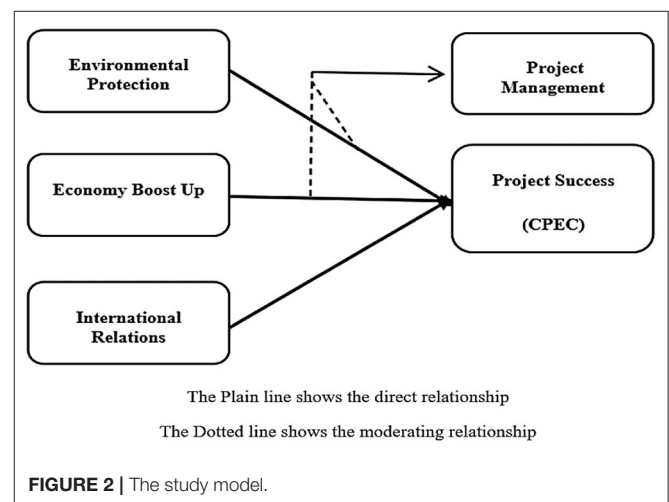 Environmental
Protection
Project
Management
Economy Boost Up
Project Success
(CPEC)
International
Relations
The Plain line shows the direct relationship
The Dotted line shows the moderating relationship
FIGURE 2 | The study model.